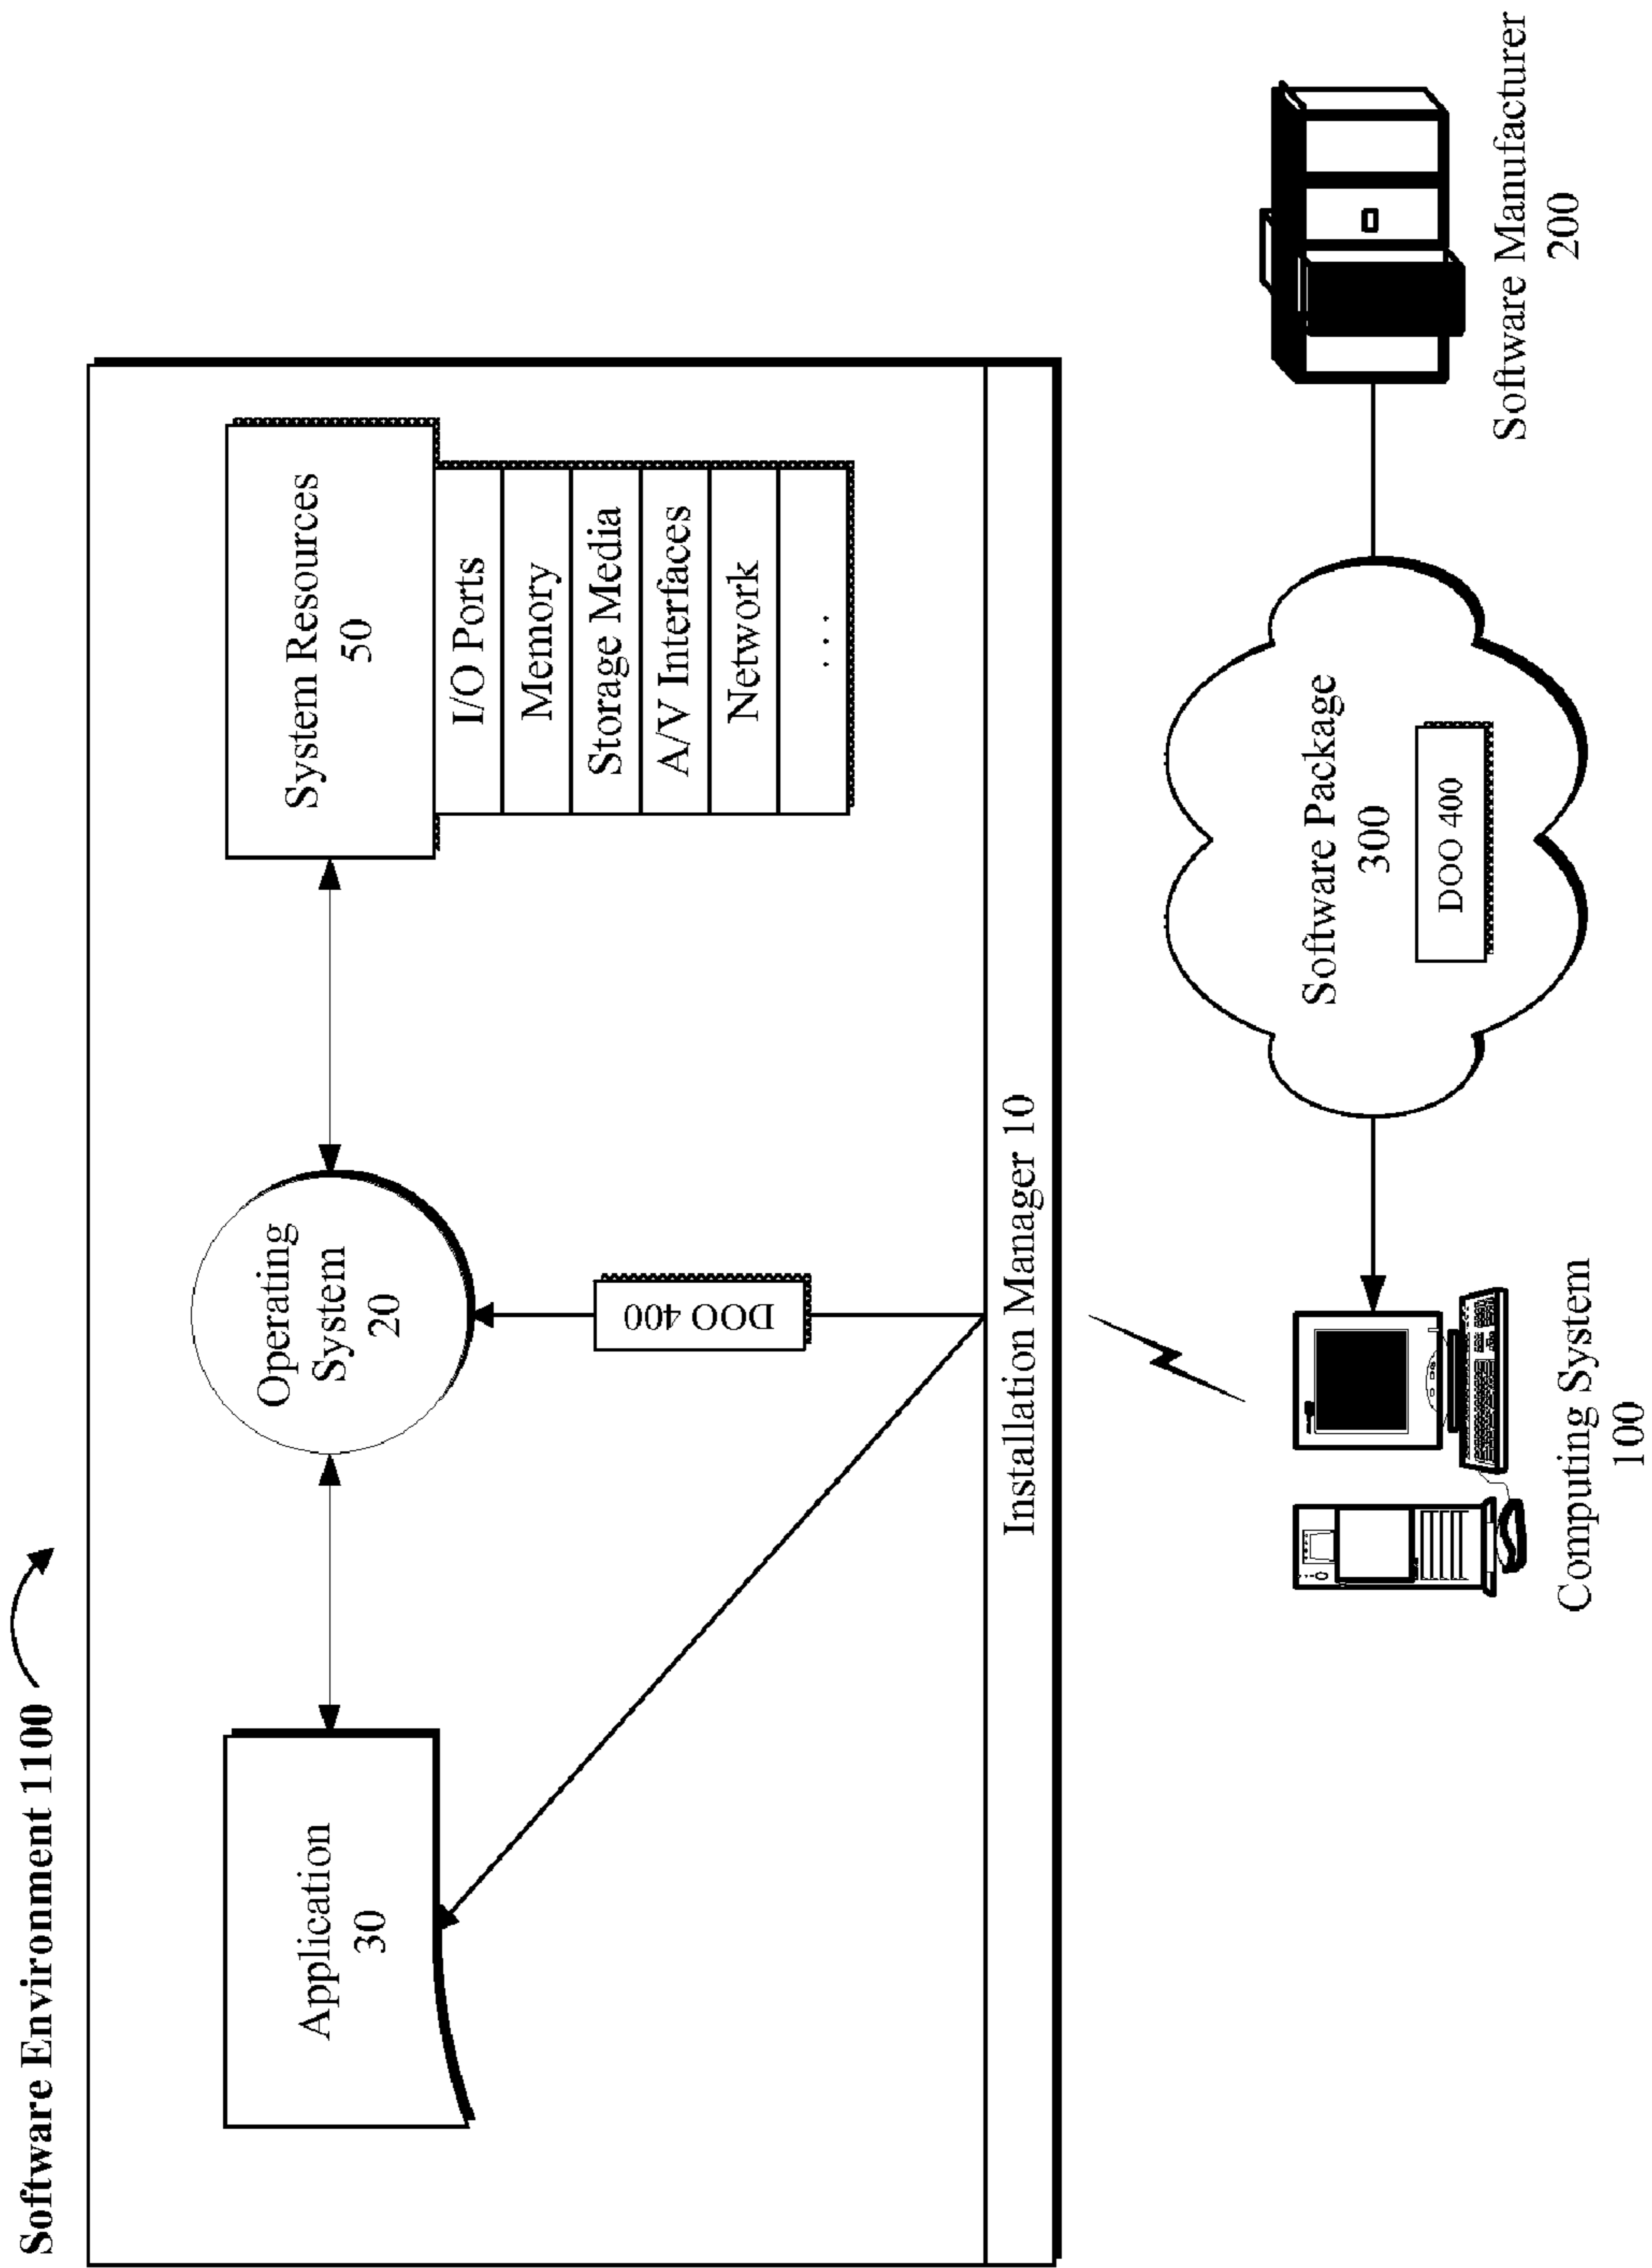 Software Environment 1100
Application
30
Operating
System
20
System Resources
50
I/O Ports
Memory
Storage Media
A/V Interfaces
Network
. . .
DOO 400
Installation Manager 10
Computing System
100
Software Package
300
DOO 400
Software Manufacturer
200